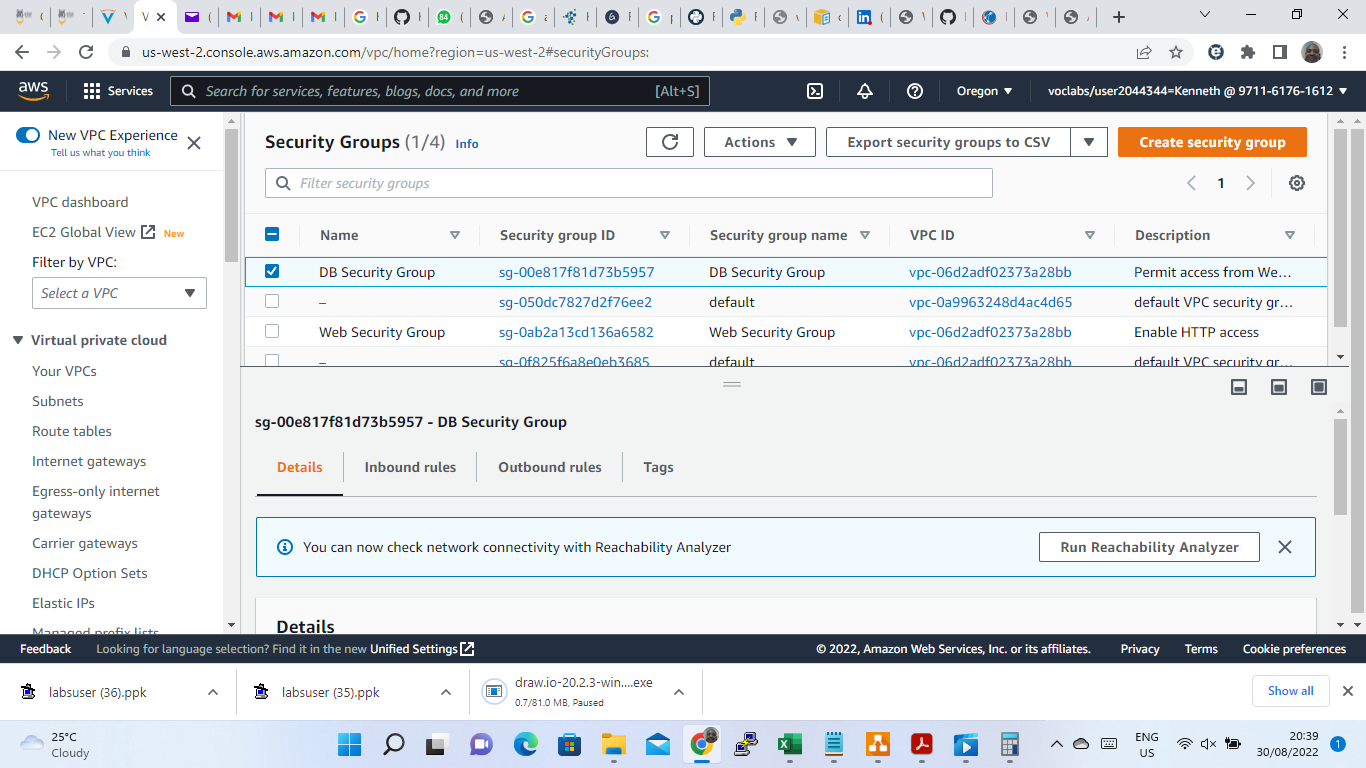 us-west-2.console.aws.amazon.com/vpc/home?region=us-west-2#securityGroups:
aws
Services
Search for services, features, blogs, docs, and more
[Alt+S]
Oregon
voclabs/user2044344=Kenneth @ 9711-6176-1612
New VPC Experience
Tell us what you think
VPC dashboard
EC2 Global View
New
Filter by VPC:
Select a VPC
Virtual private cloud
Your VPCs
Subnets
Route tables
Internet gateways
Egress-only internet
gateways
Carrier gateways
DHCP Option Sets
Elastic IPs
Managed prefix lists
Security Groups (1/4) Info
Actions
Export security groups to CSV
Create security group
Filter security groups
1
Name Security group ID Security group name VPC ID Description
DB Security Group sg-00e817f81d73b5957 DB Security Group vpc-06d2adf02373a28bb Permit access from We...
– sg-050dc7827d2f76ee2 default vpc-0a9963248d4ac4d65 default VPC security gr...
Web Security Group sg-0ab2a13cd136a6582 Web Security Group vpc-06d2adf02373a28bb Enable HTTP access
– sg-0f825f6a8e0eb3685 default vpc-06d2adf02373a28bb default VPC security gr...
sg-00e817f81d73b5957 - DB Security Group
Details Inbound rules Outbound rules Tags
You can now check network connectivity with Reachability Analyzer
Run Reachability Analyzer
Details
Feedback
Looking for language selection? Find it in the new Unified Settings
© 2022, Amazon Web Services, Inc. or its affiliates.
Privacy Terms Cookie preferences
labsuser (36).ppk
labsuser (35).ppk
draw.io-20.2.3-win....exe
0.7/81.0 MB, Paused
Show all
25°C
Cloudy
ENG
US
20:39
30/08/2022
1